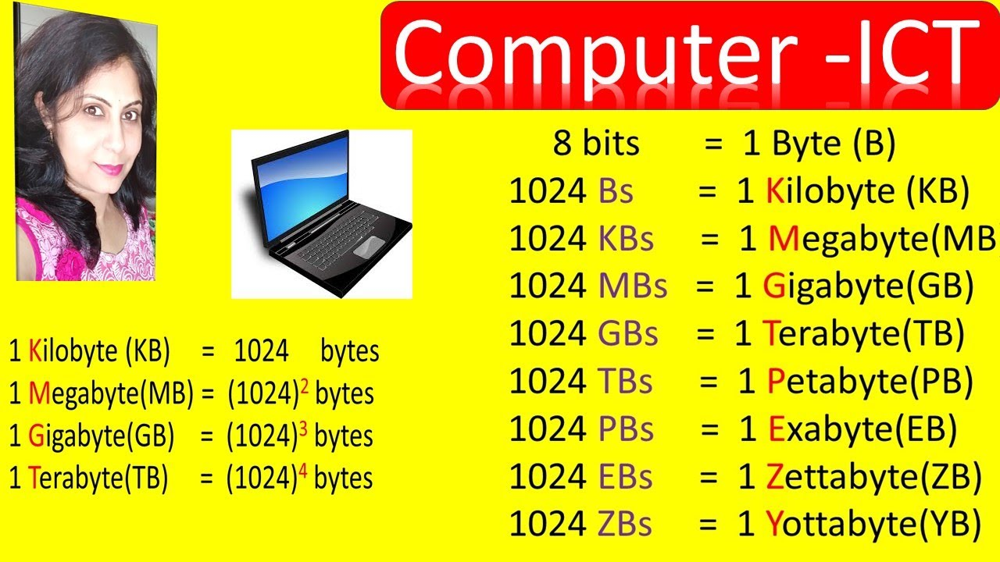 Computer -ICT
8 bits = 1 Byte (B)
1024 Bs = 1 Kilobyte (KB)
1024 KBs = 1 Megabyte(MB
1024 MBs = 1 Gigabyte(GB)
1024 GBs = 1 Terabyte(TB)
1024 TBs = 1 Petabyte(PB)
1024 PBs = 1 Exabyte(EB)
1024 EBs = 1 Zettabyte(ZB)
1024 ZBs = 1 Yottabyte(YB)
1 Kilobyte (KB) = 1024 bytes
1 Megabyte(MB) = (1024)² bytes
1 Gigabyte(GB) = (1024)³ bytes
1 Terabyte(TB) = (1024)⁴ bytes